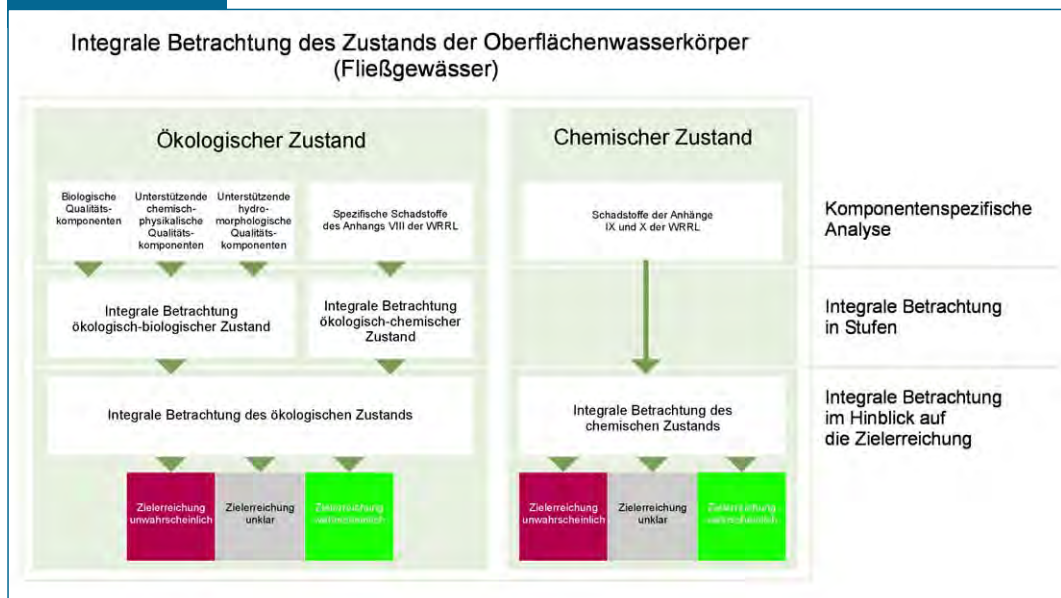 Integrale Betrachtung des Zustands der Oberflächenwasserkörper
(Fließgewässer)
Ökologischer Zustand
Chemischer Zustand
Biologische
Qualitäts-
komponenten
Unterstützende
chemisch-
physikalische
Qualitäts-
komponenten
Unterstützende
hydro-
morphologische
Qualitäts-
komponenten
Spezifische Schadstoffe
des Anhangs VIII der WRRL
Schadstoffe der Anhänge
IX und X der WRRL
Komponentenspezifische
Analyse
Integrale Betrachtung
ökologisch-biologischer Zustand
Integrale Betrachtung
ökologisch-chemischer
Zustand
Integrale Betrachtung
in Stufen
Integrale Betrachtung des ökologischen Zustands
Integrale Betrachtung des
chemischen Zustands
Integrale Betrachtung
im Hinblick auf
die Zielerreichung
Zielerreichung
unwahrscheinlich
Zielerreichung
unklar
Zielerreichung
wahrscheinlich
Zielerreichung
unwahrscheinlich
Zielerreichung
unklar
Zielerreichung
wahrscheinlich